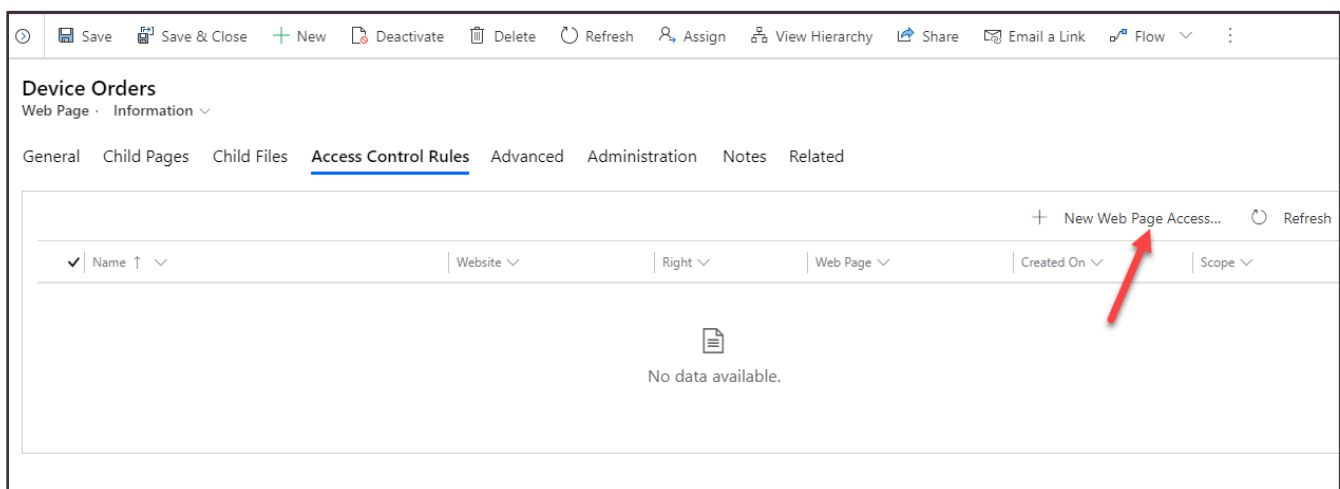 Save Save & Close New Deactivate Delete Refresh Assign View Hierarchy Share Email a Link Flow
Device Orders
Web Page · Information
General Child Pages Child Files Access Control Rules Advanced Administration Notes Related
New Web Page Access... Refresh
Name ↑ Website Right Web Page Created On Scope
No data available.